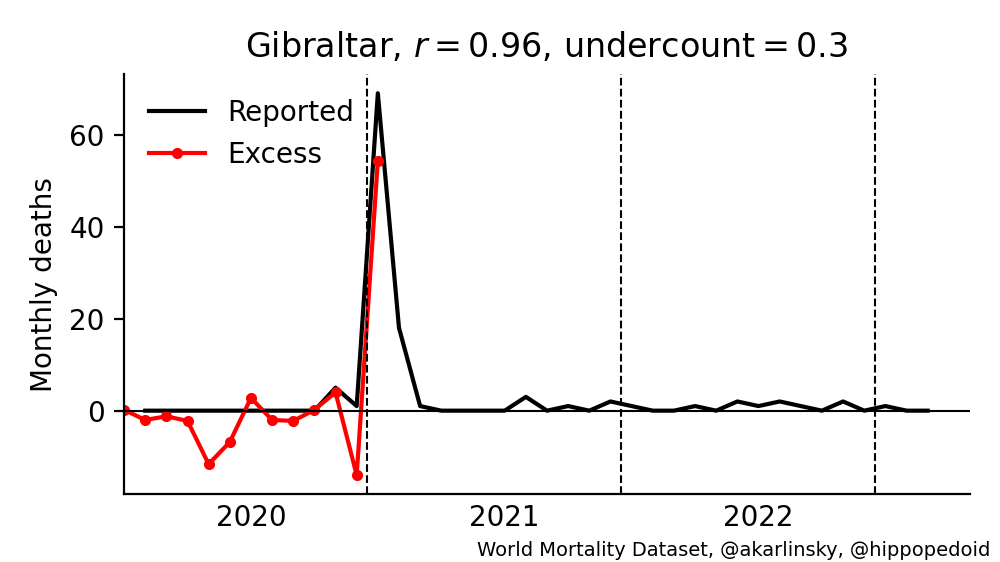 Gibraltar, r = 0.96, undercount = 0.3
Reported
Excess
Monthly deaths
60
40
20
0
2020 2021 2022
World Mortality Dataset, @akarlinsky, @hippopedoid